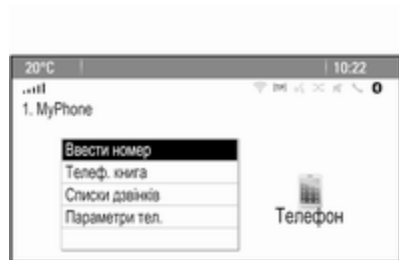 20°C 10:22
1. MyPhone
Ввести номер
Телеф. книга
Списки дзвінків
Параметри тел.
Телефон